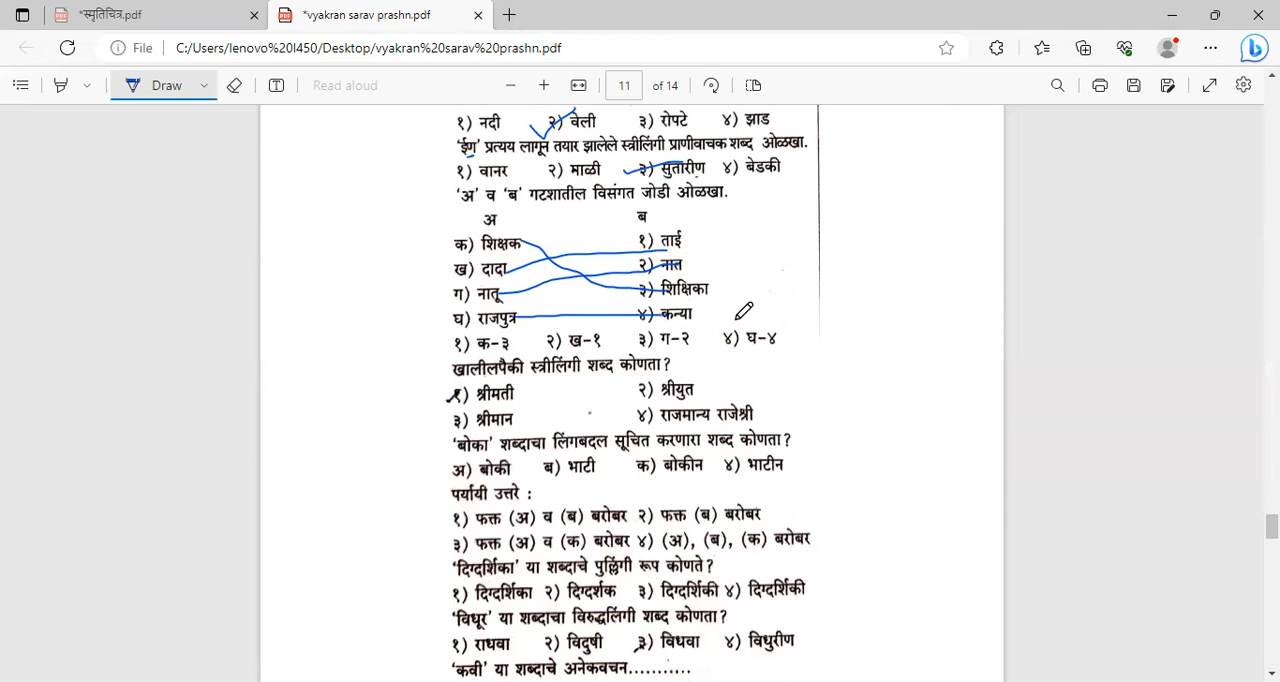 *स्मृतिचित्र.pdf
*vyakran sarav prashn.pdf
File C:/Users/lenovo%20l450/Desktop/vyakran%20sarav%20prashn.pdf
Draw Read aloud 11 of 14
१) नदी २) वेली ३) रोपटे ४) झाड
'ईण' प्रत्यय लागून तयार झालेले स्त्रीलिंगी प्राणीवाचक शब्द ओळखा.
१) वानर २) माळी ३) सुतारीण ४) बेडकी
'अ' व 'ब' गटशातील विसंगत जोडी ओळखा.
अ ब
क) शिक्षक १) ताई
ख) दादा २) नात
ग) नातू ३) शिक्षिका
घ) राजपुत्र ४) कन्या
१) क-३ २) ख-१ ३) ग-२ ४) घ-४
खालीलपैकी स्त्रीलिंगी शब्द कोणता?
१) श्रीमती २) श्रीयुत
३) श्रीमान ४) राजमान्य राजेश्री
'बोका' शब्दाचा लिंगबदल सूचित करणारा शब्द कोणता?
अ) बोकी ब) भाटी क) बोकीन ४) भाटीन
पर्यायी उत्तरे :
१) फक्त (अ) व (ब) बरोबर २) फक्त (ब) बरोबर
३) फक्त (अ) व (क) बरोबर ४) (अ), (ब), (क) बरोबर
'दिग्दर्शिका' या शब्दाचे पुल्लिंगी रूप कोणते?
१) दिग्दर्शिका २) दिग्दर्शक ३) दिग्दर्शिकी ४) दिग्दर्शिकी
'विधूर' या शब्दाचा विरुद्धलिंगी शब्द कोणता?
१) राधवा २) विदुषी ३) विधवा ४) विधुरीण
'कवी' या शब्दाचे अनेकवचन...........